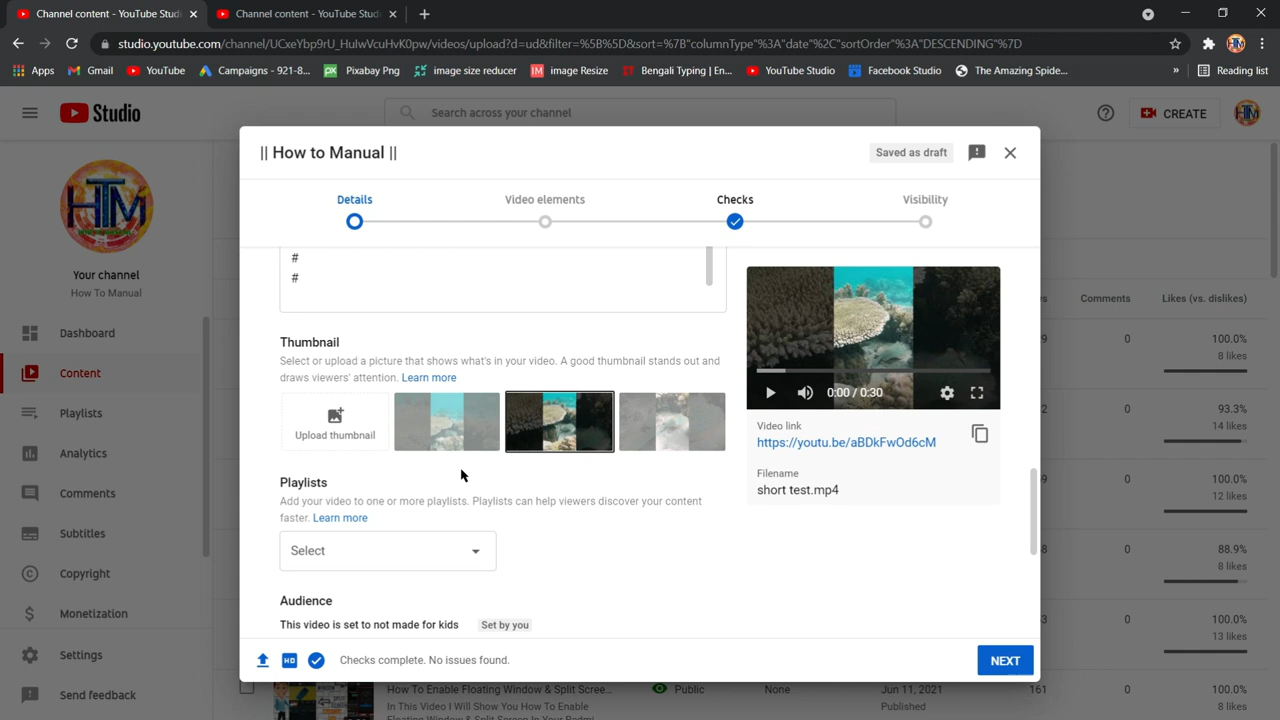 Channel content - YouTube Studi
Channel content - YouTube Studi
studio.youtube.com/channel/UCxeYbp9rU_HulwVcuHvK0pw/videos/upload?d=ud&filter=%5B%5D&sort=%7B"columnType"%3A"date"%2C"sortOrder"%3A"DESCENDING"%7D
Apps
Gmail
YouTube
Campaigns - 921-8...
Pixabay Png
image size reducer
image Resize
Bengali Typing | En...
YouTube Studio
Facebook Studio
The Amazing Spide...
»
Reading list
Studio
Search across your channel
CREATE
|| How to Manual ||
Saved as draft
Details
Video elements
Checks
Visibility
HTM
Your channel
How To Manual
Dashboard
Content
Playlists
Analytics
Comments
Subtitles
Copyright
Monetization
Settings
Send feedback
#
#
Thumbnail
Select or upload a picture that shows what's in your video. A good thumbnail stands out and
draws viewers' attention. Learn more
Upload thumbnail
Playlists
Add your video to one or more playlists. Playlists can help viewers discover your content
faster. Learn more
Select
Audience
This video is set to not made for kids
Set by you
0:00 / 0:30
Video link
https://youtu.be/aBDkFwOd6cM
Filename
short test.mp4
HD
Checks complete. No issues found.
NEXT
Comments
Likes (vs. dislikes)
0
100.0%
8 likes
0
93.3%
14 likes
0
100.0%
12 likes
0
88.9%
8 likes
0
100.0%
13 likes
How To Enable Floating Window & Split Scree...
In This Video I Will Show You How To Enable
Floating Window & Split Screen In Your Redmi
Public
None
Jun 11, 2021
Published
161
0
100.0%
8 likes